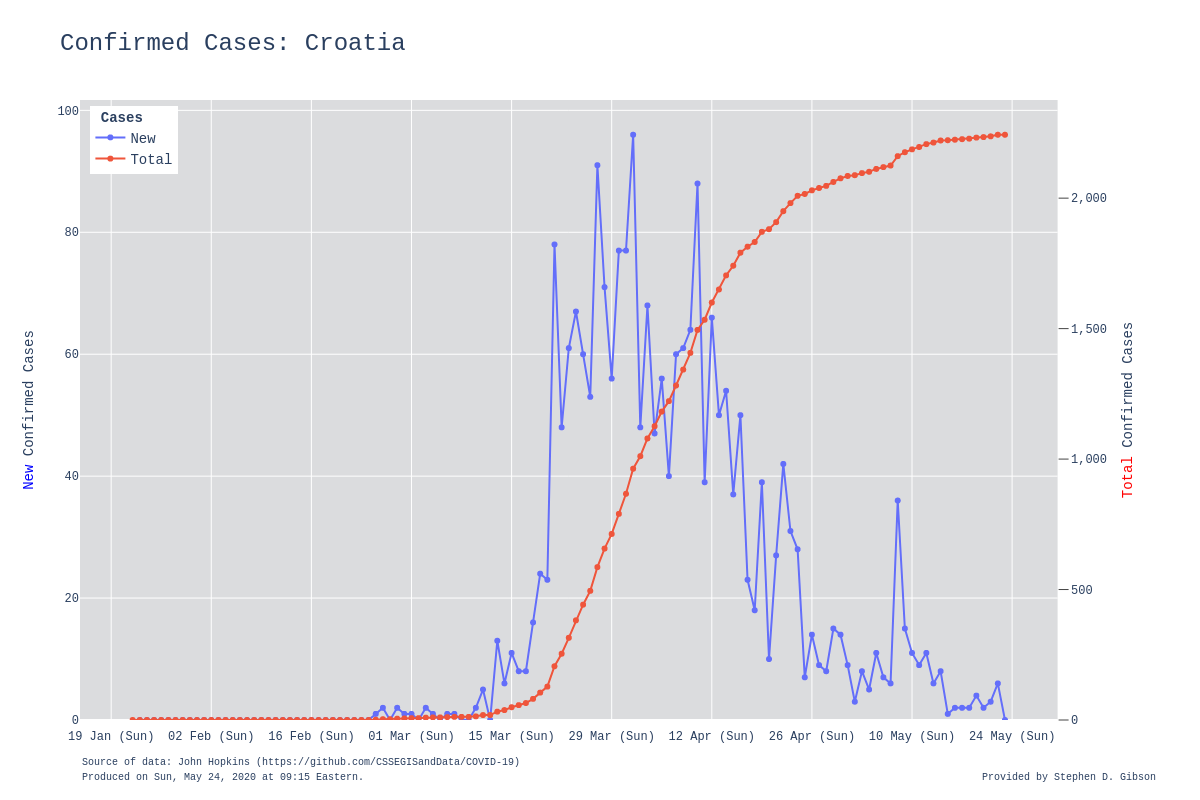 Confirmed Cases: Croatia
Cases
New
Total
100
80
60
40
20
0
New Confirmed Cases
2,000
1,500
1,000
500
0
Total Confirmed Cases
19 Jan (Sun) 02 Feb (Sun) 16 Feb (Sun) 01 Mar (Sun) 15 Mar (Sun) 29 Mar (Sun) 12 Apr (Sun) 26 Apr (Sun) 10 May (Sun) 24 May (Sun)
Source of data: John Hopkins (https://github.com/CSSEGISandData/COVID-19)
Produced on Sun, May 24, 2020 at 09:15 Eastern.
Provided by Stephen D. Gibson